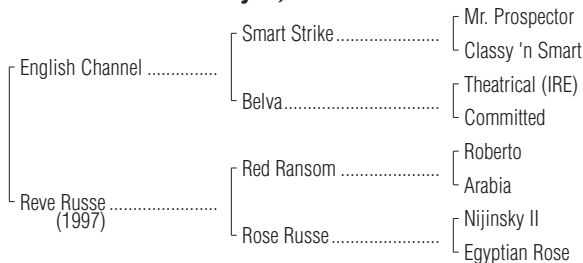 Mr. Prospector
Smart Strike
Classy 'n Smart
English Channel
Theatrical (IRE)
Belva
Committed
Roberto
Red Ransom
Arabia
Reve Russe
(1997)
Nijinsky II
Rose Russe
Egyptian Rose